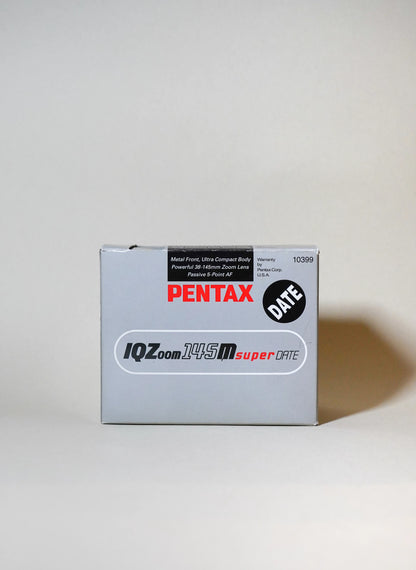 Metal Front, Ultra Compact Body
Powerful 38-145mm Zoom Lens
Passive 5-Point AF
Warranty
by
Pentax Corp.
U.S.A.
10399
PENTAX
DATE
IQZoom 145M super DATE